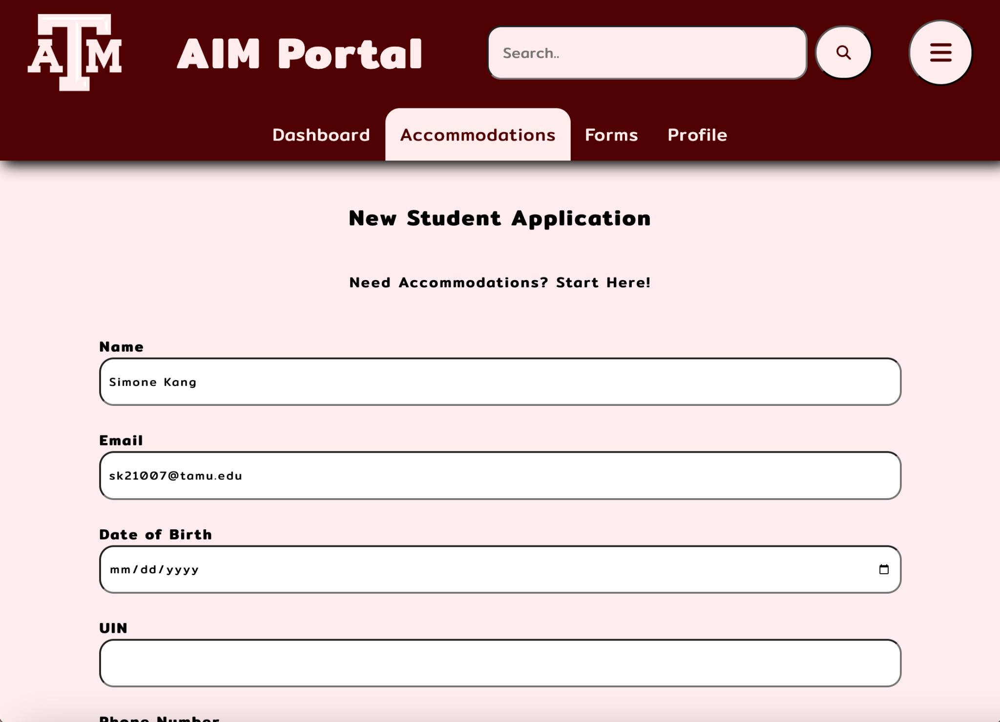 ATM
AIM Portal
Search..
Dashboard
Accommodations
Forms
Profile
New Student Application
Need Accommodations? Start Here!
Name
Simone Kang
Email
sk21007@tamu.edu
Date of Birth
mm/dd/yyyy
UIN
Phone Number